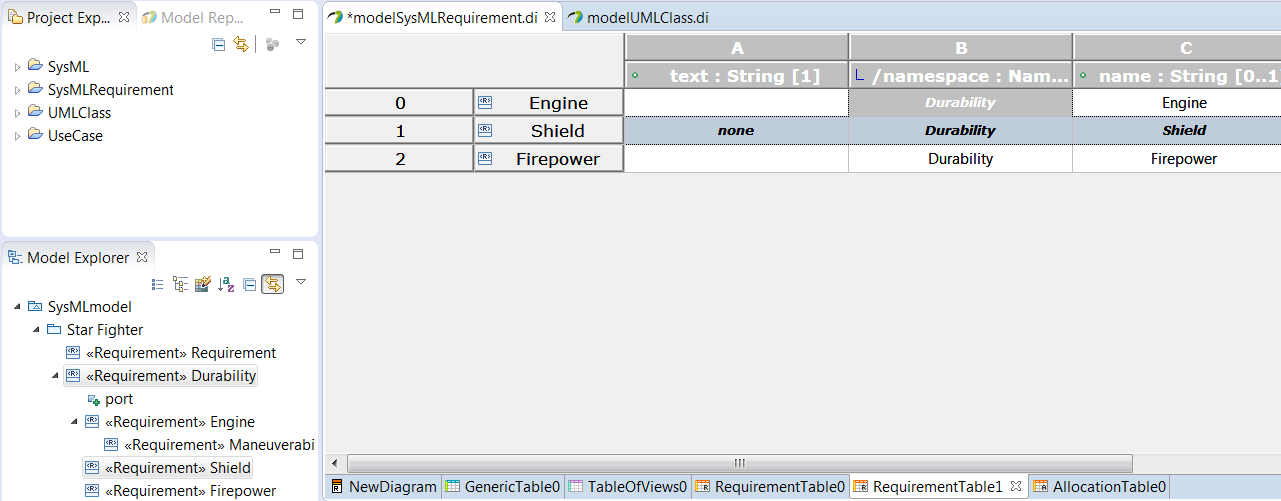 Project Exp...
Model Rep...
SysML
SysMLRequirement
UMLClass
UseCase
Model Explorer
SysMLmodel
Star Fighter
«Requirement» Requirement
«Requirement» Durability
port
«Requirement» Engine
«Requirement» Maneuverabi
«Requirement» Shield
«Requirement» Firepower
*modelSysMLRequirement.di
modelUMLClass.di
A B C
text : String [1] /namespace : Nam... name : String [0..1
0 Engine Durability Engine
1 Shield none Durability Shield
2 Firepower Durability Firepower
NewDiagram GenericTable0 TableOfViews0 RequirementTable0 RequirementTable1 AllocationTable0